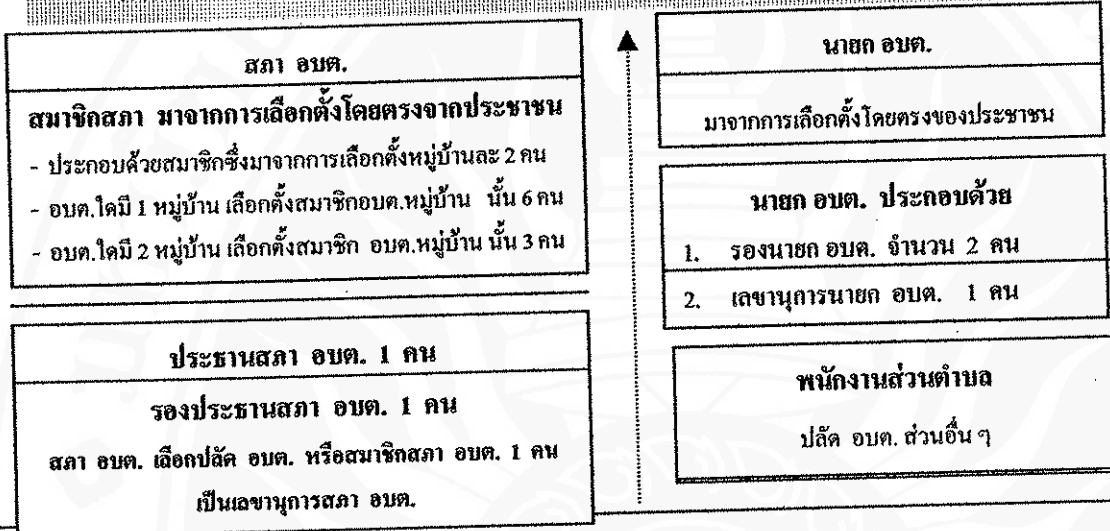 สภา อบต.
สมาชิกสภา มาจากการเลือกตั้งโดยตรงจากประชาชน
- ประกอบด้วยสมาชิกซึ่งมาจากการเลือกตั้งหมู่บ้านละ 2 คน
- อบต.ใดมี 1 หมู่บ้าน เลือกตั้งสมาชิกอบต.หมู่บ้าน นั้น 6 คน
- อบต.ใดมี 2 หมู่บ้าน เลือกตั้งสมาชิก อบต.หมู่บ้าน นั้น 3 คน
ประธานสภา อบต. 1 คน
รองประธานสภา อบต. 1 คน
สภา อบต. เลือกปลัด อบต. หรือสมาชิกสภา อบต. 1 คน
เป็นเลขานุการสภา อบต.
นายก อบต.
มาจากการเลือกตั้งโดยตรงของประชาชน
นายก อบต. ประกอบด้วย
1. รองนายก อบต. จำนวน 2 คน
2. เลขานุการนายก อบต. 1 คน
พนักงานส่วนตำบล
ปลัด อบต. ส่วนอื่น ๆ